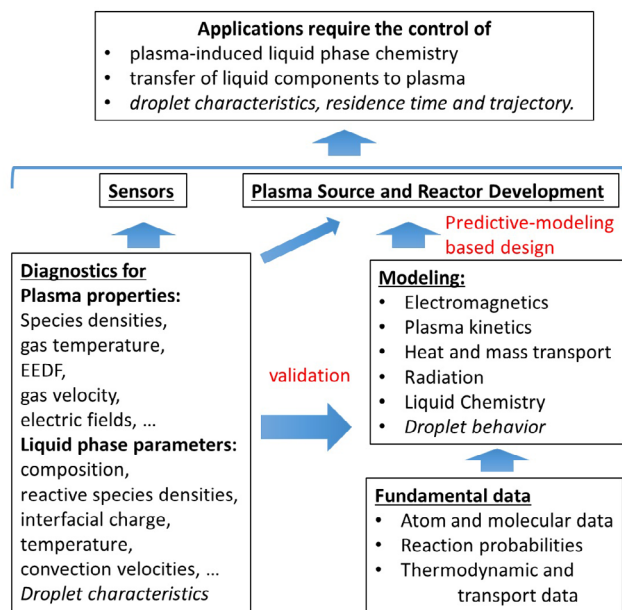 Applications require the control of
• plasma-induced liquid phase chemistry
• transfer of liquid components to plasma
• droplet characteristics, residence time and trajectory.
Sensors
Plasma Source and Reactor Development
Predictive-modeling
based design
Diagnostics for
Plasma properties:
Species densities,
gas temperature,
EEDF,
gas velocity,
electric fields, ...
Liquid phase parameters:
composition,
reactive species densities,
interfacial charge,
temperature,
convection velocities, ...
Droplet characteristics
validation
Modeling:
• Electromagnetics
• Plasma kinetics
• Heat and mass transport
• Radiation
• Liquid Chemistry
• Droplet behavior
Fundamental data
• Atom and molecular data
• Reaction probabilities
• Thermodynamic and
transport data